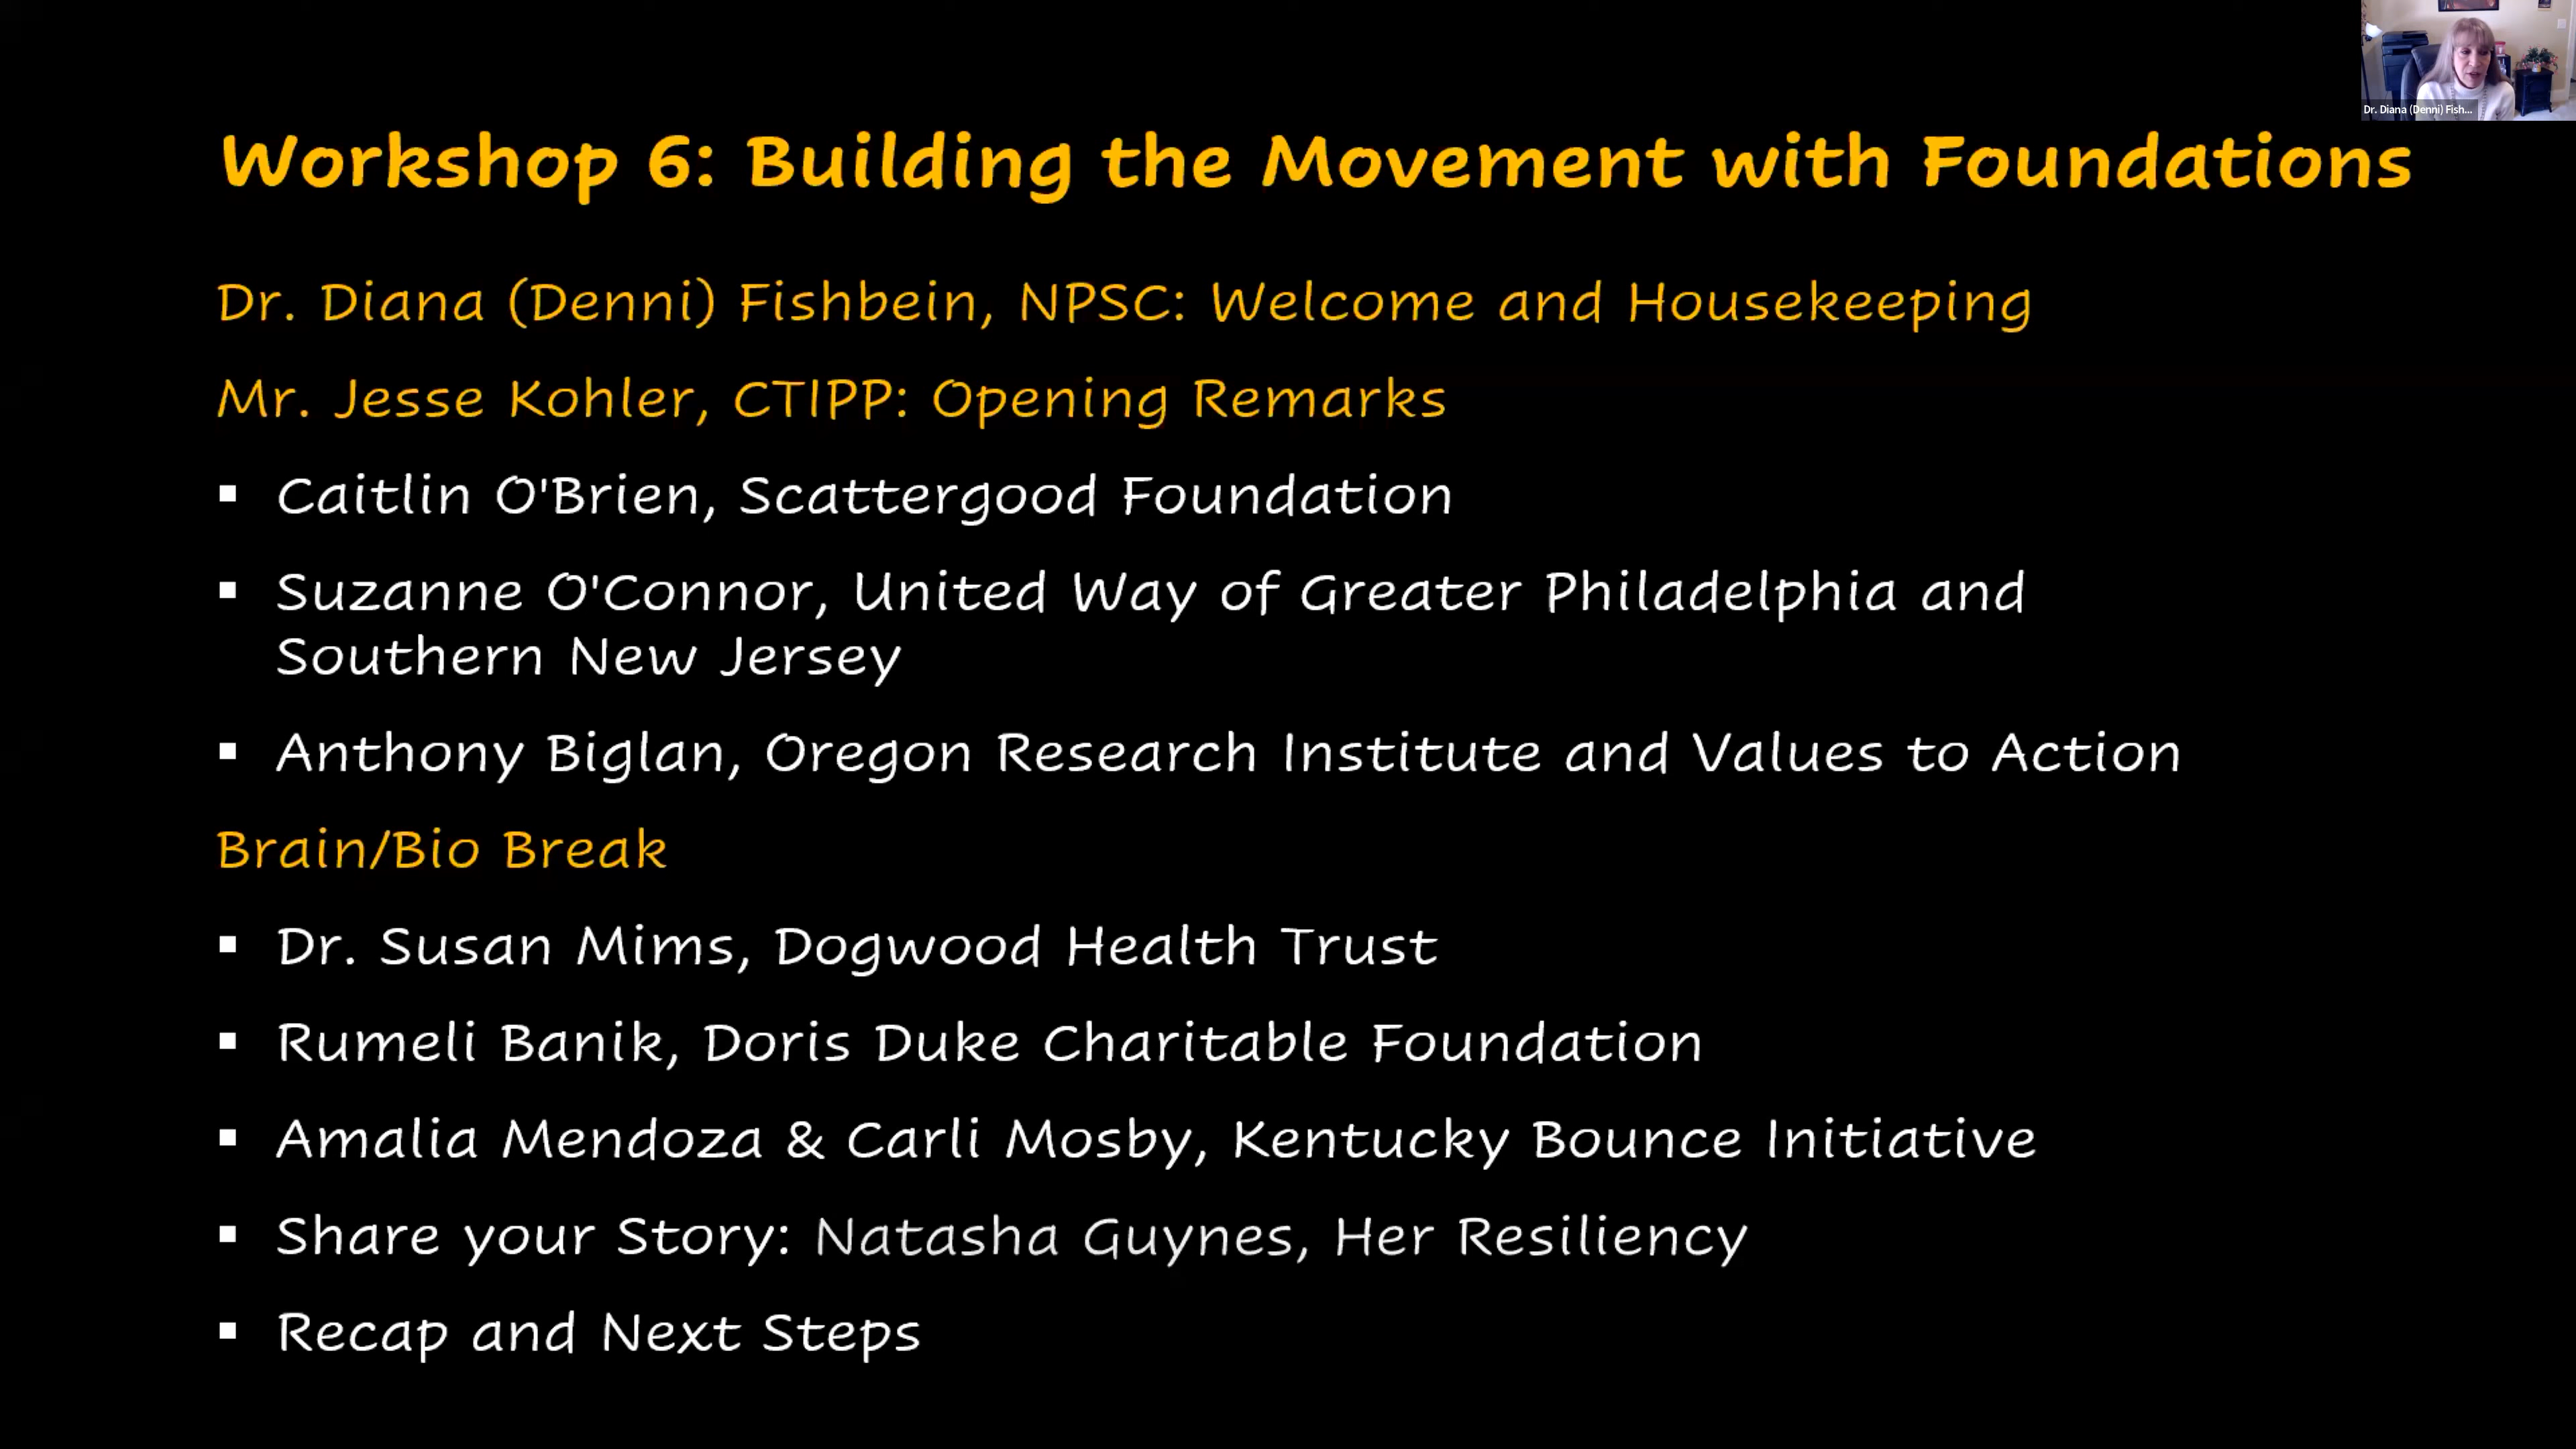 Dr. Diana (Denni) Fish...
Workshop 6: Building the Movement with Foundations
Dr. Diana (Denni) Fishbein, NPSC: Welcome and Housekeeping
Mr. Jesse Kohler, CTIPP: Opening Remarks
▪ Caitlin O'Brien, Scattergood Foundation
▪ Suzanne O'Connor, United Way of Greater Philadelphia and
Southern New Jersey
▪ Anthony Biglan, Oregon Research Institute and Values to Action
Brain/Bio Break
▪ Dr. Susan Mims, Dogwood Health Trust
▪ Rumeli Banik, Doris Duke Charitable Foundation
▪ Amalia Mendoza & Carli Mosby, Kentucky Bounce Initiative
▪ Share your Story: Natasha Guynes, Her Resiliency
▪ Recap and Next Steps